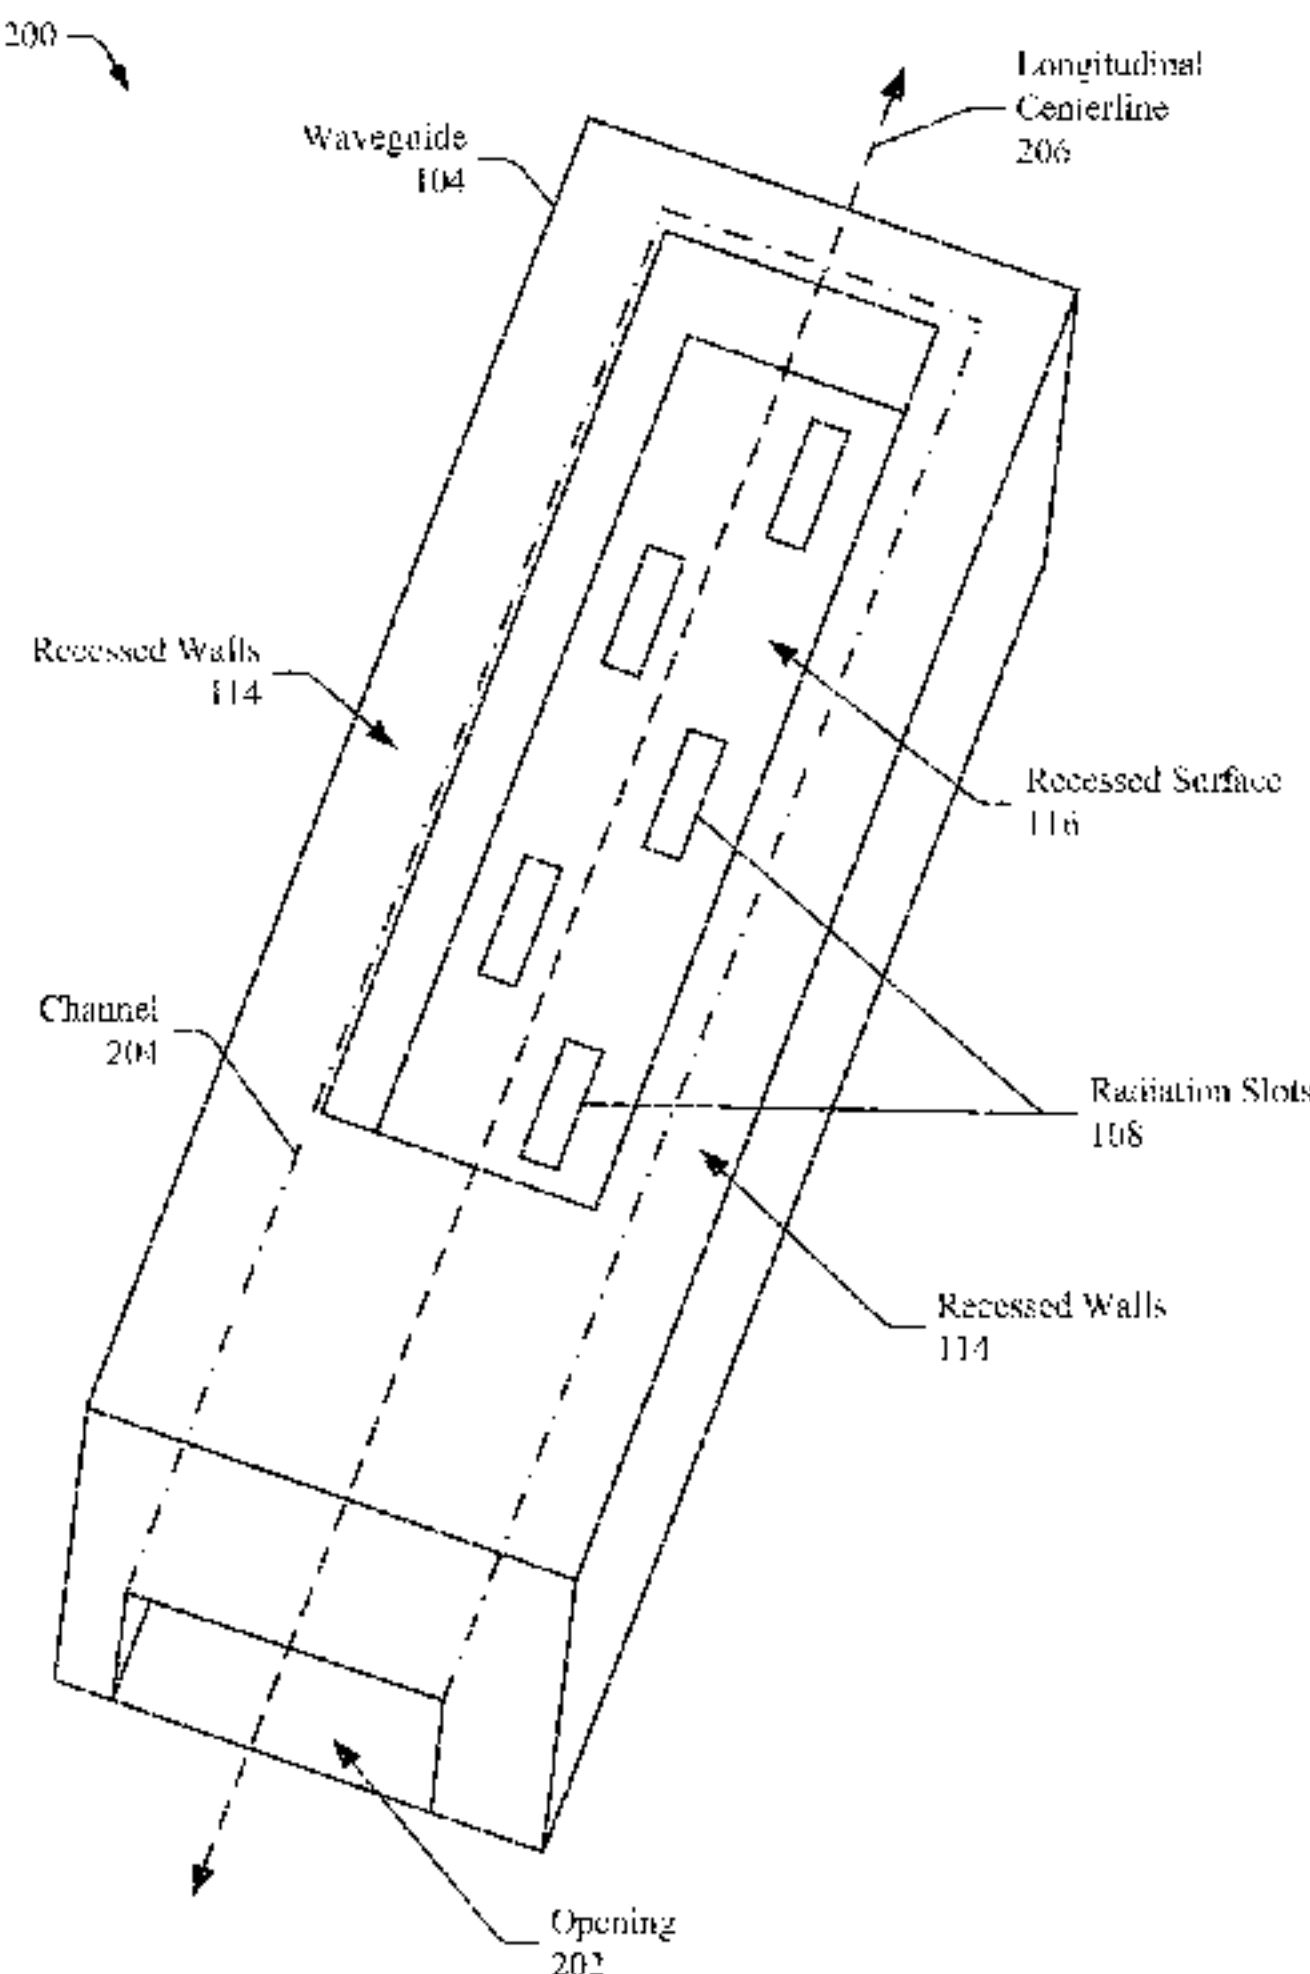 200
Longitudinal
Centerline
206
Waveguide
104
Recessed Walls
114
Recessed Surface
116
Channel
204
Radiation Slots
108
Recessed Walls
114
Opening
202